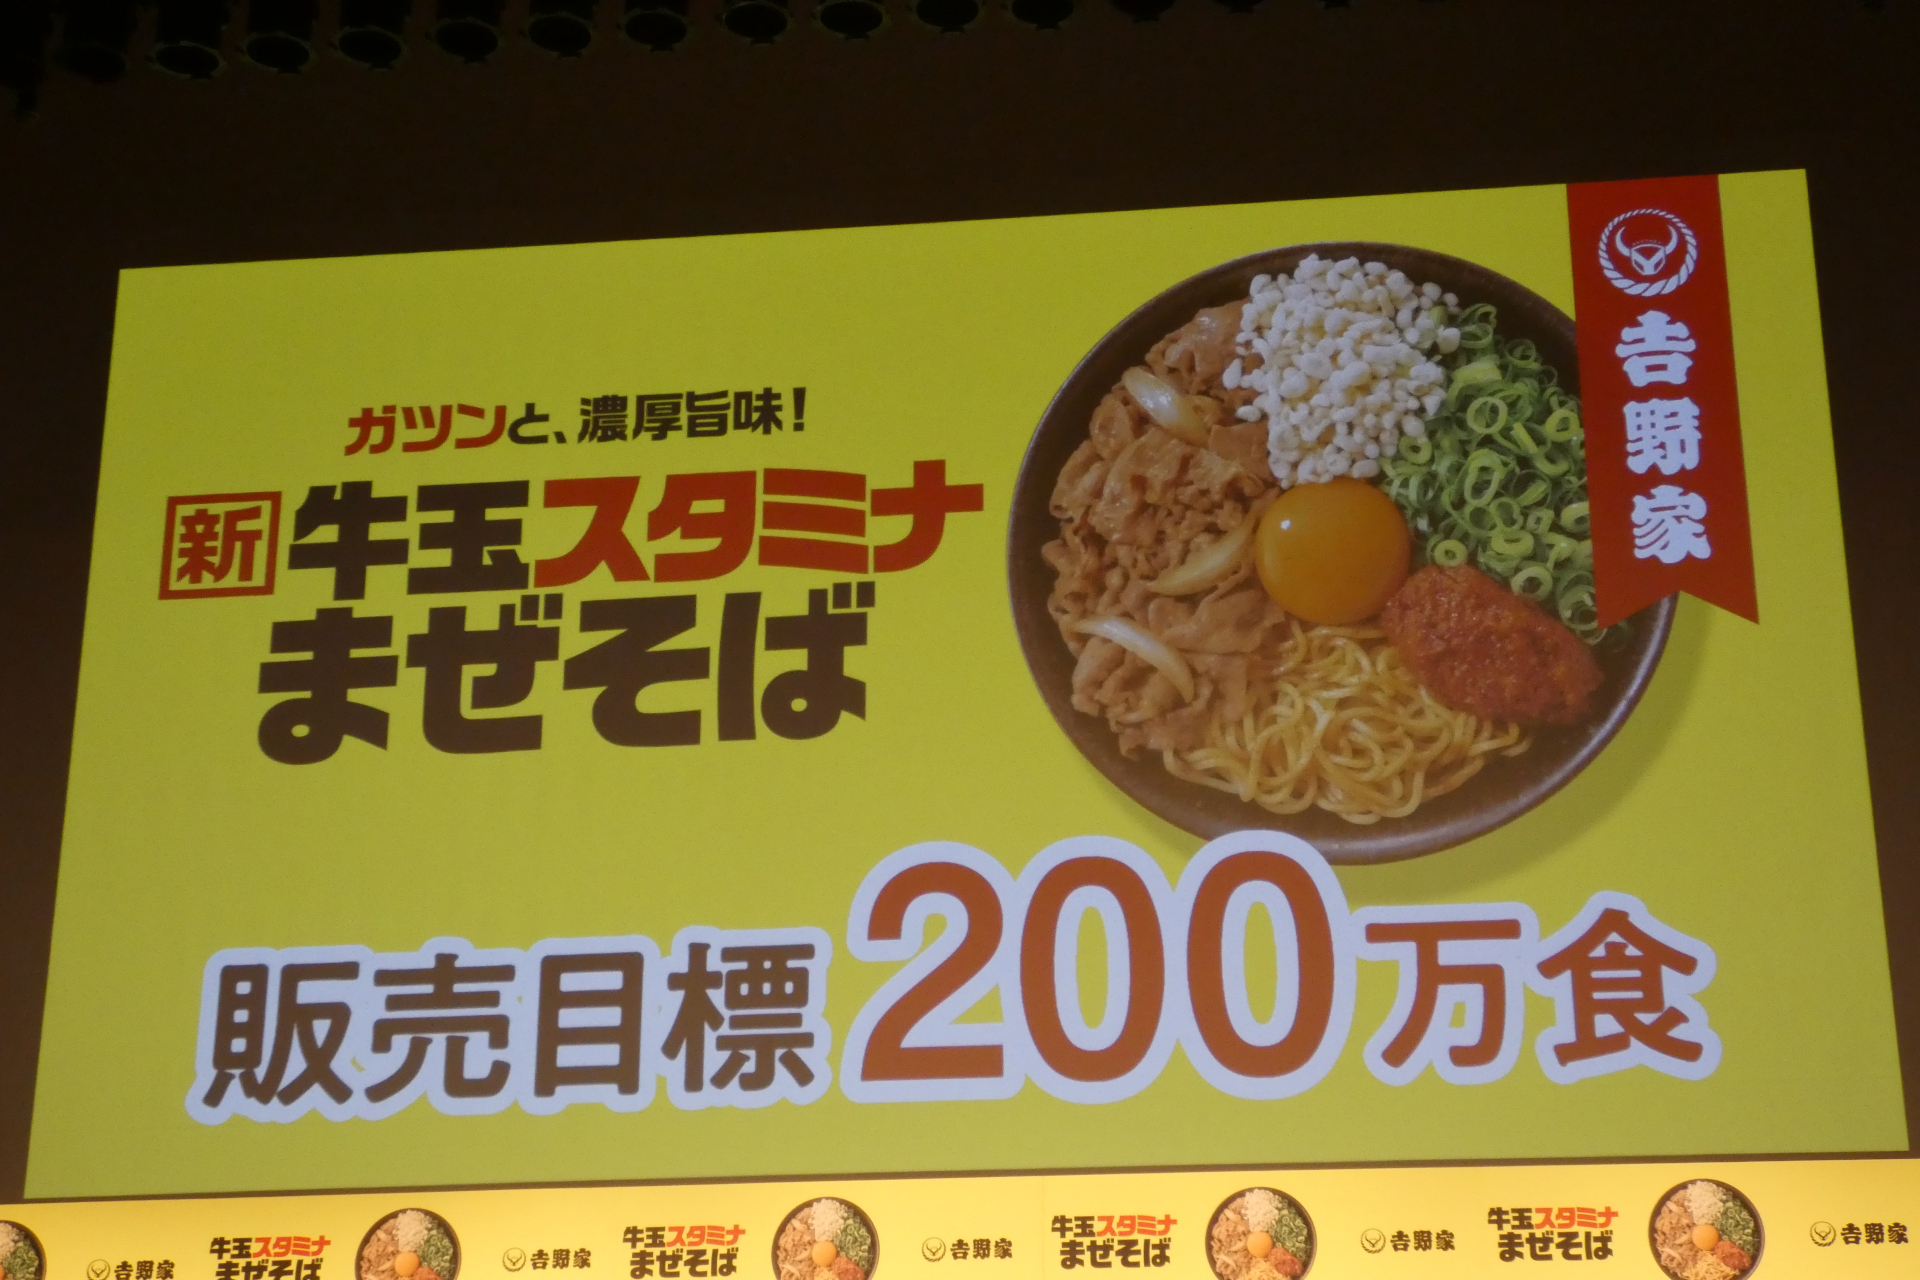 ガツンと、濃厚旨味!
新 牛玉スタミナ
まぜそば
吉野家
販売目標 200万食
吉野家
牛玉スタミナ
まぜそば
吉野家
牛玉スタミナ
まぜそば
吉野家
牛玉スタミナ
まぜそば
吉野家
牛玉スタミナ
まぜそば
吉野家